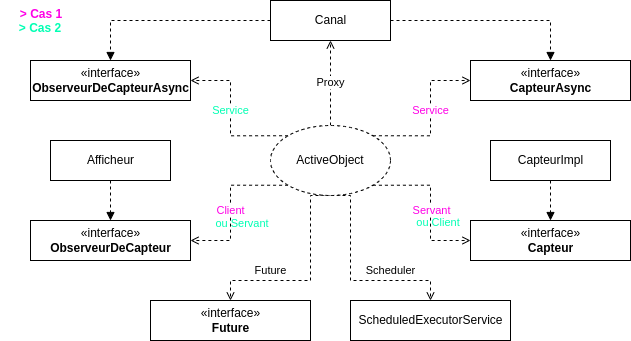 > Cas 1
> Cas 2
Canal
«interface»
ObserveurDeCapteurAsync
«interface»
CapteurAsync
Proxy
Service
Service
Afficheur
ActiveObject
CapteurImpl
Client
ou Servant
Servant
ou Client
«interface»
ObserveurDeCapteur
«interface»
Capteur
Future
Scheduler
«interface»
Future
ScheduledExecutorService